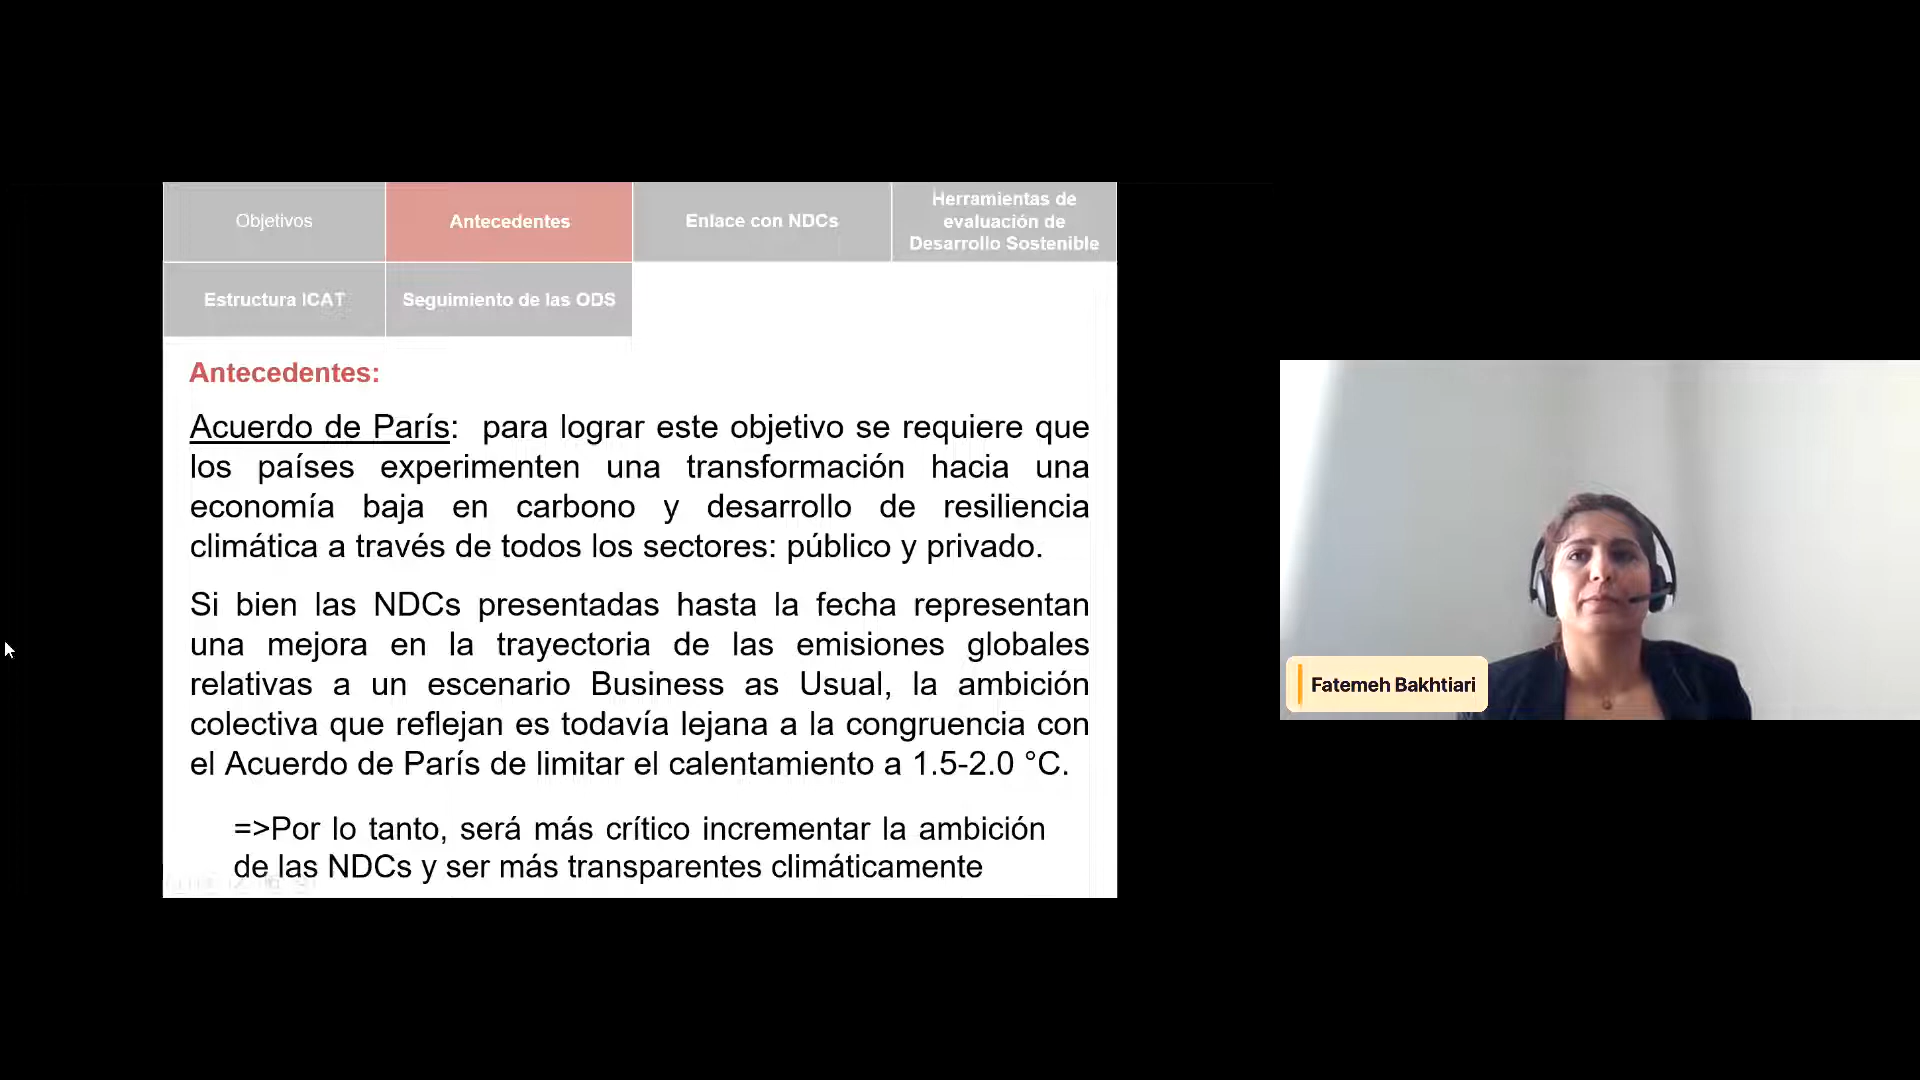 Objetivos
Antecedentes
Enlace con NDCs
Herramientas de
evaluación de
Desarrollo Sostenible
Estructura ICAT
Seguimiento de las ODS
Antecedentes:
Acuerdo de París: para lograr este objetivo se requiere que
los países experimenten una transformación hacia una
economía baja en carbono y desarrollo de resiliencia
climática a través de todos los sectores: público y privado.
Si bien las NDCs presentadas hasta la fecha representan
una mejora en la trayectoria de las emisiones globales
relativas a un escenario Business as Usual, la ambición
colectiva que reflejan es todavía lejana a la congruencia con
el Acuerdo de París de limitar el calentamiento a 1.5-2.0 °C.
=>Por lo tanto, será más crítico incrementar la ambición
de las NDCs y ser más transparentes climáticamente
Fatemeh Bakhtiari